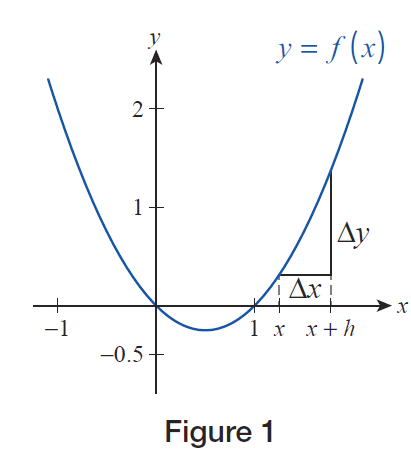 y
y = f (x)
2
1
Δy
Δx
x
−1
1
x
x + h
−0.5
Figure 1